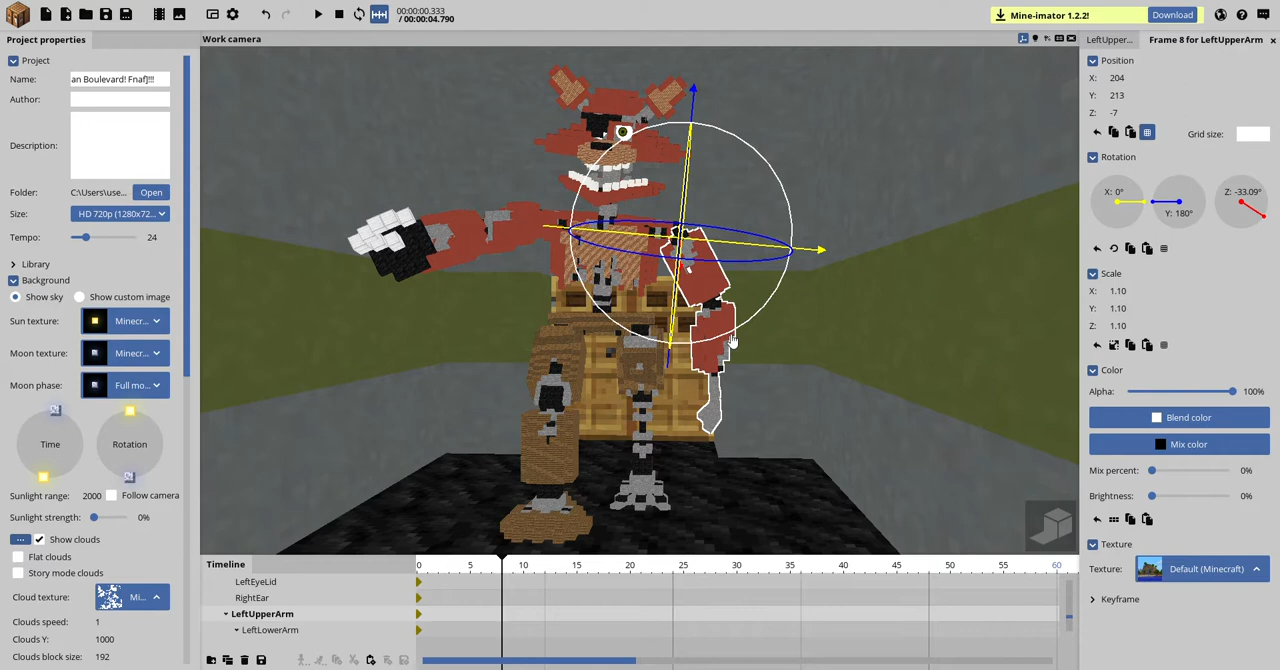 00:00:00.333
/ 00:00:04.790
Mine-imator 1.2.2!
Download
Project properties
Project
Name:
an Boulevard! Fnaf]!!!
Author:
Description:
Folder:
C:\Users\use...
Open
Size:
HD 720p (1280x72...
Tempo:
24
Library
Background
Show sky
Show custom image
Sun texture:
Minecr...
Moon texture:
Minecr...
Moon phase:
Full mo...
Time
Rotation
Sunlight range:
2000
Follow camera
Sunlight strength:
0%
...
Show clouds
Flat clouds
Story mode clouds
Cloud texture:
Mi...
Clouds speed:
1
Clouds Y:
1000
Clouds block size:
192
Work camera
Timeline
0 5 10 15 20 25 30 35 40 45 50 55 60
LeftEyeLid
RightEar
LeftUpperArm
LeftLowerArm
LeftUpper...
Frame 8 for LeftUpperArm
Position
X: 204
Y: 213
Z: -7
Grid size:
Rotation
X: 0°
Y: 180°
Z: -33.09°
Scale
X: 1.10
Y: 1.10
Z: 1.10
Color
Alpha:
100%
Blend color
Mix color
Mix percent:
0%
Brightness:
0%
Texture
Texture:
Default (Minecraft)
Keyframe